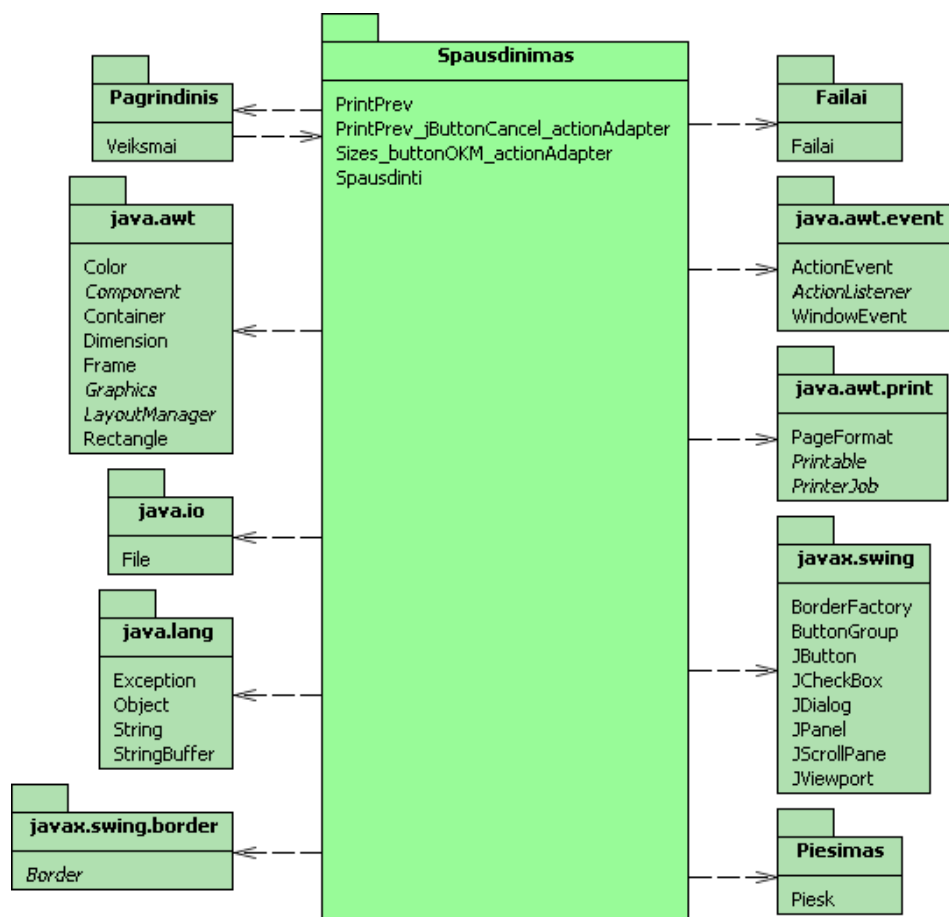 Spausdinimas
PrintPrev
PrintPrev_jButtonCancel_actionAdapter
Sizes_buttonOKM_actionAdapter
Spausdinti
Pagrindinis
Veiksmai
java.awt
Color
Component
Container
Dimension
Frame
Graphics
LayoutManager
Rectangle
java.io
File
java.lang
Exception
Object
String
StringBuffer
javax.swing.border
Border
Failai
Failai
java.awt.event
ActionEvent
ActionListener
WindowEvent
java.awt.print
PageFormat
Printable
PrinterJob
javax.swing
BorderFactory
ButtonGroup
JButton
JCheckBox
JDialog
JPanel
JScrollPane
JViewport
Piesimas
Piesk